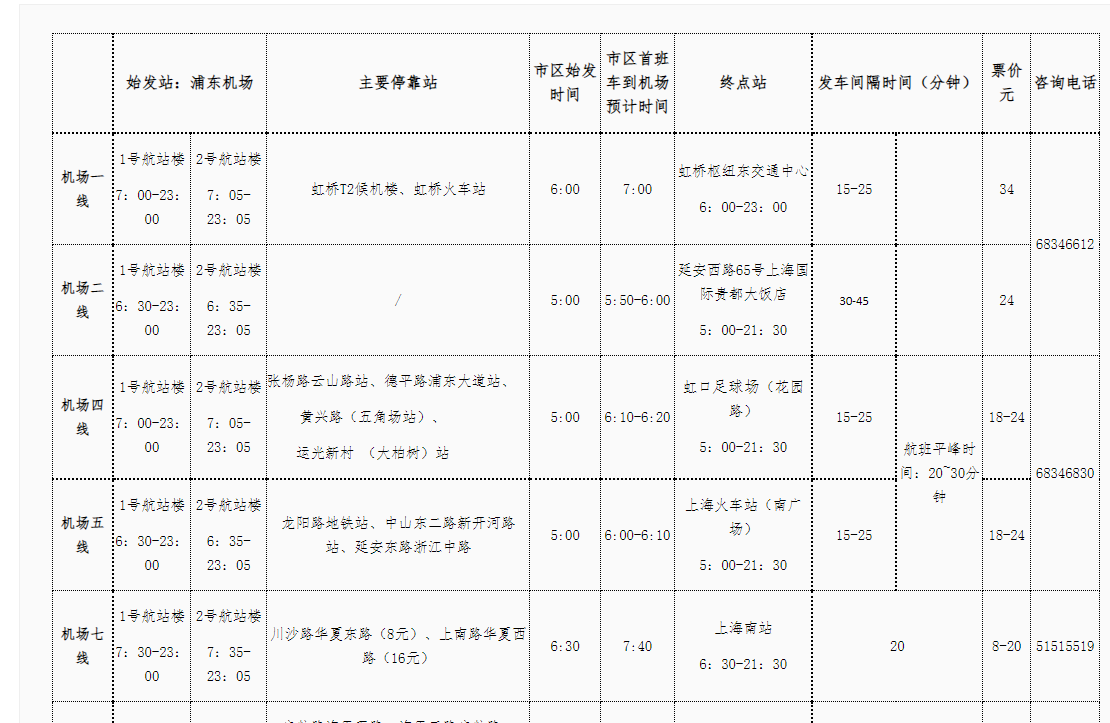 始发站：浦东机场
主要停靠站
市区始发
时间
市区首班
车到机场
预计时间
终点站
发车间隔时间（分钟）
票价
元
咨询电话
机场一
线
1号航站楼
7：00-23：
00
2号航站楼
7：05-
23：05
虹桥T2候机楼、虹桥火车站
6:00
7:00
虹桥枢纽东交通中心
6：00-23：00
15-25
34
68346612
机场二
线
1号航站楼
6：30-23：
00
2号航站楼
6：35-
23：05
/
5:00
5:50-6:00
延安西路65号上海国
际贵都大饭店
5：00-21：30
30-45
24
机场四
线
1号航站楼
7：00-23：
00
2号航站楼
7：05-
23：05
张杨路云山路站、德平路浦东大道站、
黄兴路（五角场站）、
运光新村 （大柏树）站
5:00
6:10-6:20
虹口足球场（花园
路）
5：00-21：30
15-25
航班平峰时
间：20~30分
钟
18-24
68346830
机场五
线
1号航站楼
6：30-23：
00
2号航站楼
6：35-
23：05
龙阳路地铁站、中山东二路新开河路
站、延安东路浙江中路
5:00
6:00-6:10
上海火车站（南广
场）
5：00-21：30
15-25
18-24
机场七
线
1号航站楼
7：30-23：
00
2号航站楼
7：35-
23：05
川沙路华夏东路（8元）、上南路华夏西
路（16元）
6:30
7:40
上海南站
6：30-21：30
20
8-20
51515519